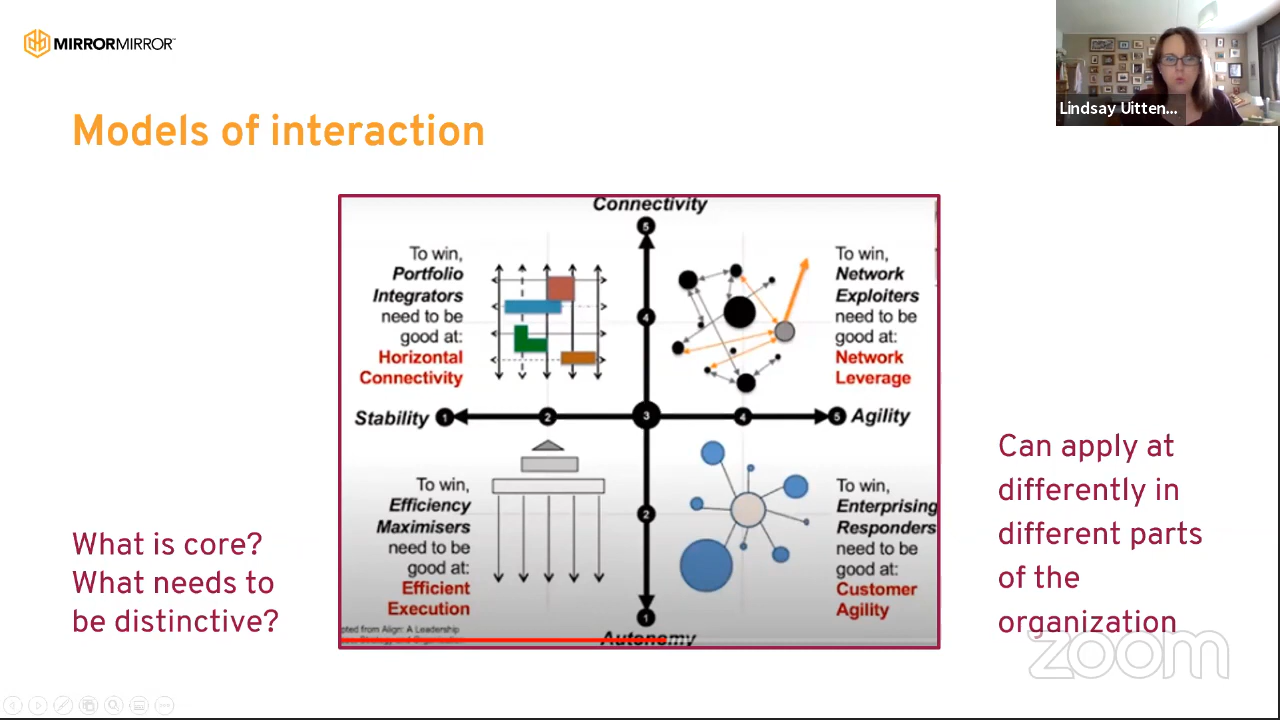 MIRRORMIRROR
Lindsay Uitten...
Models of interaction
Connectivity
5
To win,
Portfolio
Integrators
need to be
good at:
Horizontal
Connectivity
To win,
Network
Exploiters
need to be
good at:
Network
Leverage
4
Stability
1
2
3
4
5
Agility
To win,
Efficiency
Maximisers
need to be
good at:
Efficient
Execution
2
To win,
Enterprising
Responders
need to be
good at:
Customer
Agility
1
Autonomy
pted from Align: A Leadership
What is core?
What needs to
be distinctive?
Can apply at
differently in
different parts
of the
organization
zoom